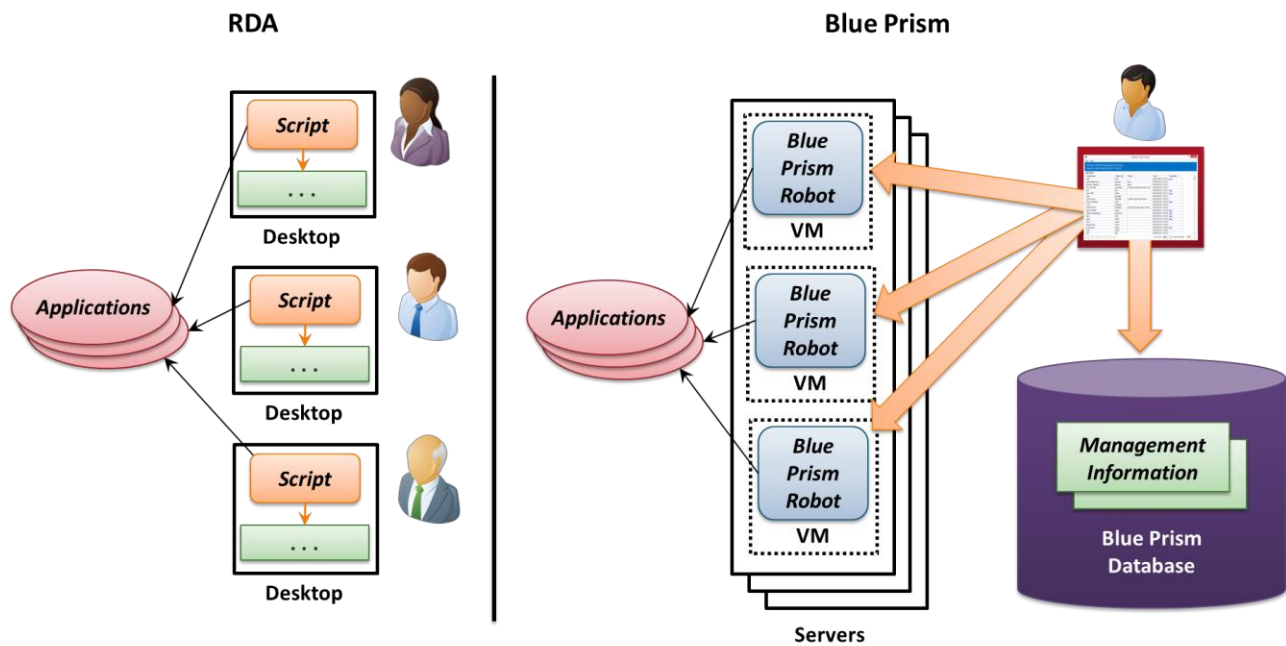 RDA
Script
. . .
Desktop
Script
. . .
Desktop
Script
. . .
Desktop
Applications
Blue Prism
Blue
Prism
Robot
VM
Blue
Prism
Robot
VM
Blue
Prism
Robot
VM
Applications
Servers
Management
Information
Blue Prism
Database